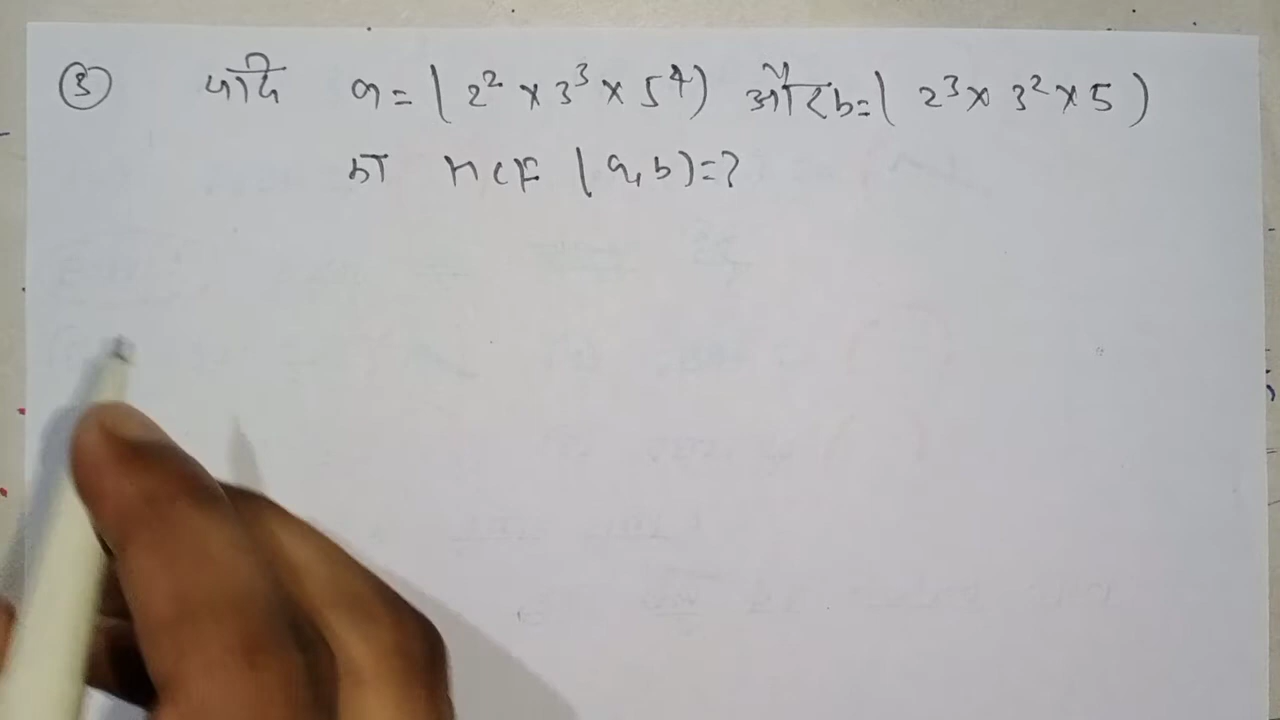 ③ यदि a = (2² × 3³ × 5⁴) और b = (2³ × 3² × 5)
तो HCF (a, b) = ?